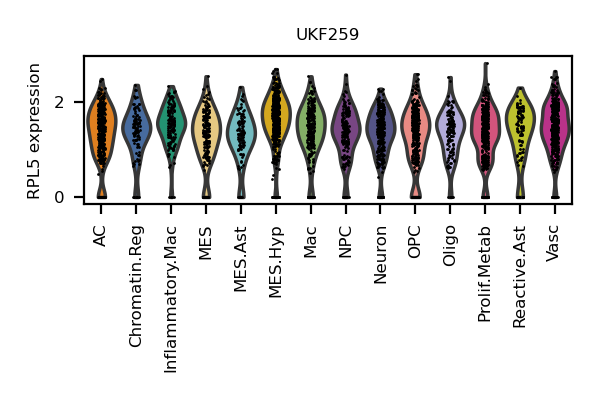 UKF259
RPL5 expression
2
0
AC
Chromatin.Reg
Inflammatory.Mac
MES
MES.Ast
MES.Hyp
Mac
NPC
Neuron
OPC
Oligo
Prolif.Metab
Reactive.Ast
Vasc